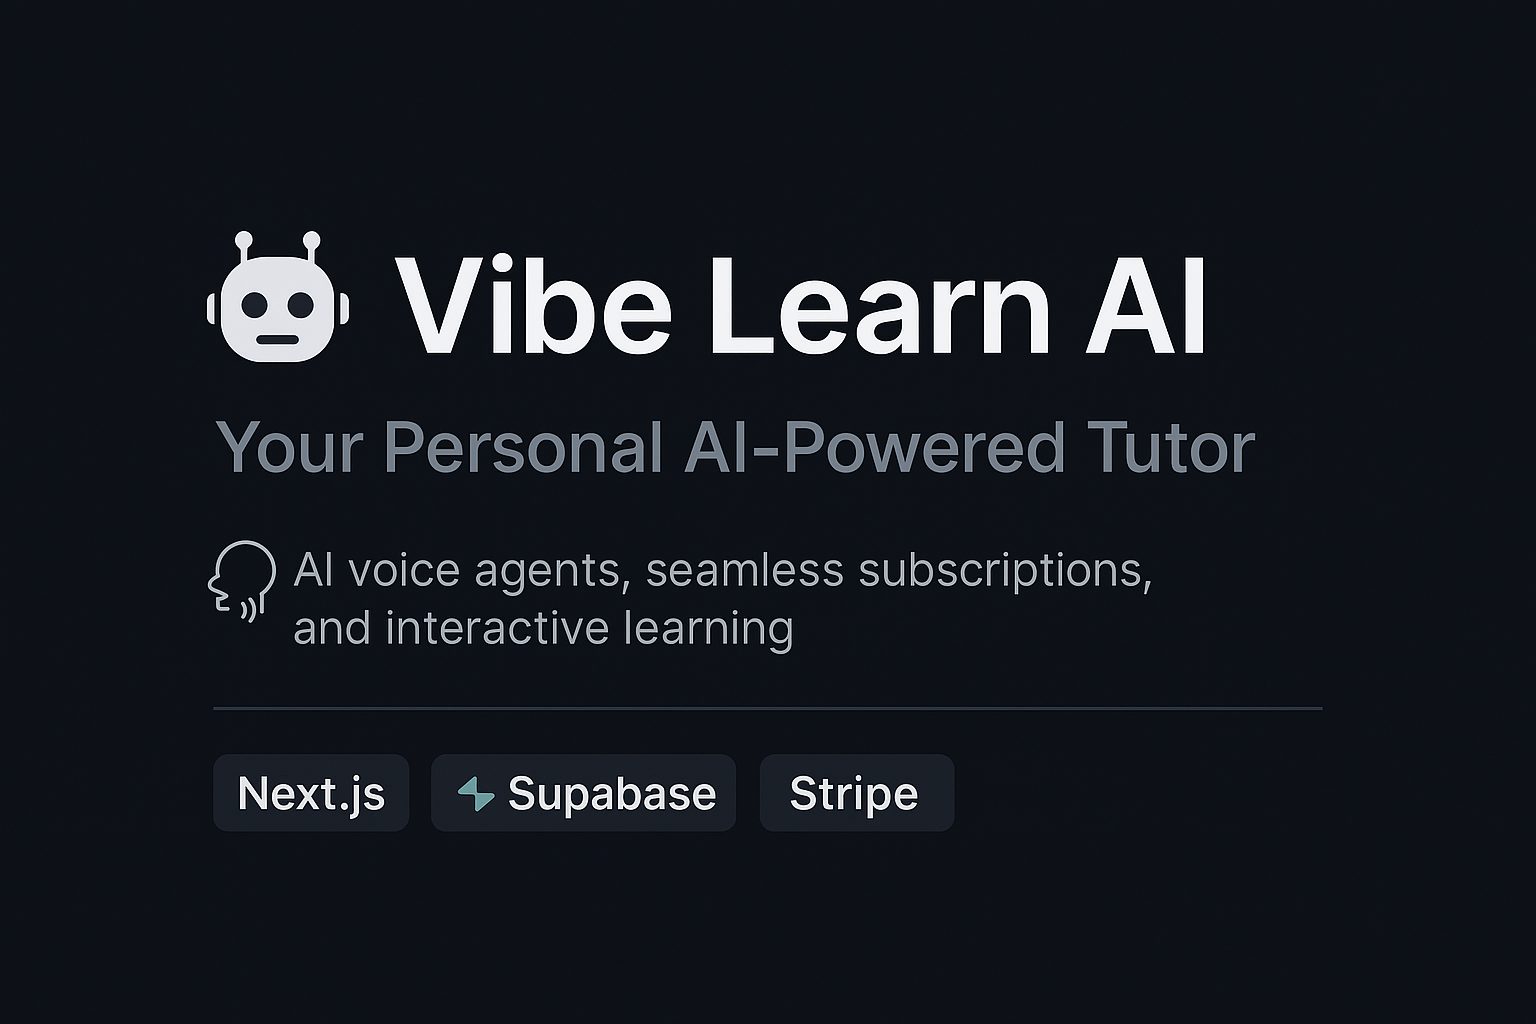 Vibe Learn AI
Your Personal AI-Powered Tutor
AI voice agents, seamless subscriptions,
and interactive learning
Next.js
Supabase
Stripe